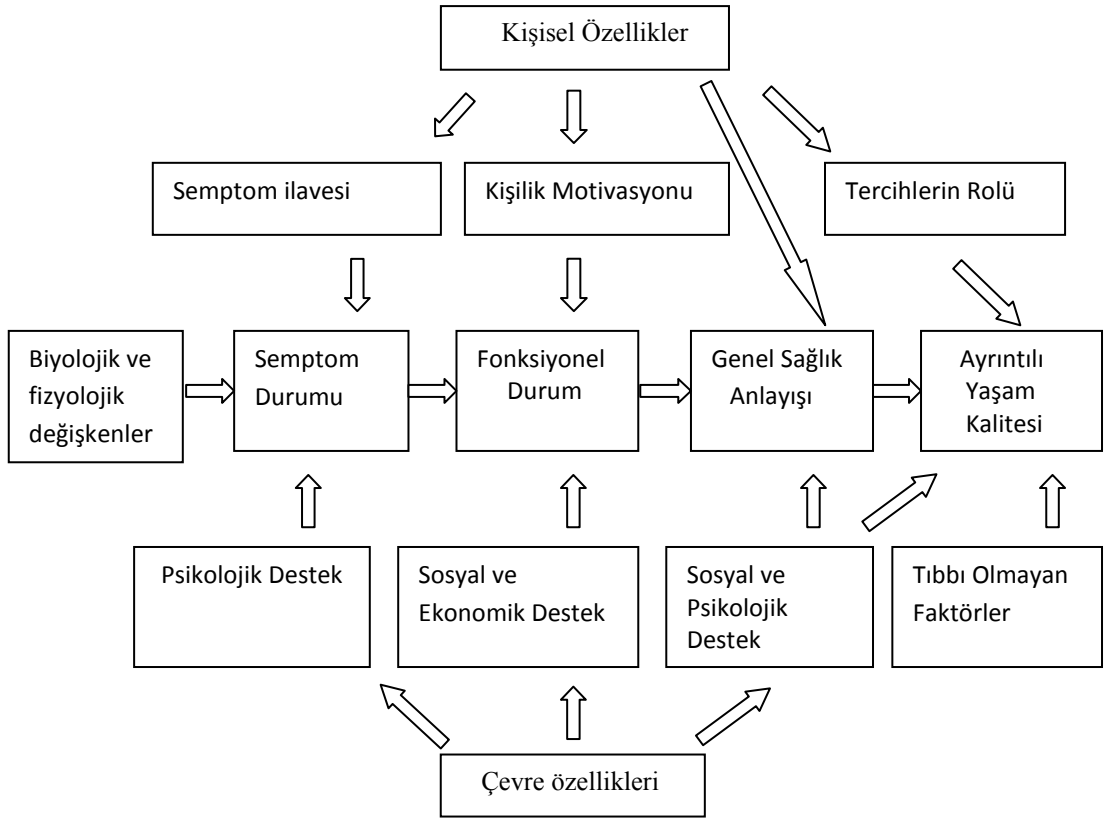 Kişisel Özellikler
Semptom ilavesi
Kişilik Motivasyonu
Tercihlerin Rolü
Biyolojik ve
fizyolojik
değişkenler
Semptom
Durumu
Fonksiyonel
Durum
Genel Sağlık
Anlayışı
Ayrıntılı
Yaşam
Kalitesi
Psikolojik Destek
Sosyal ve
Ekonomik Destek
Sosyal ve
Psikolojik
Destek
Tıbbı Olmayan
Faktörler
Çevre özellikleri